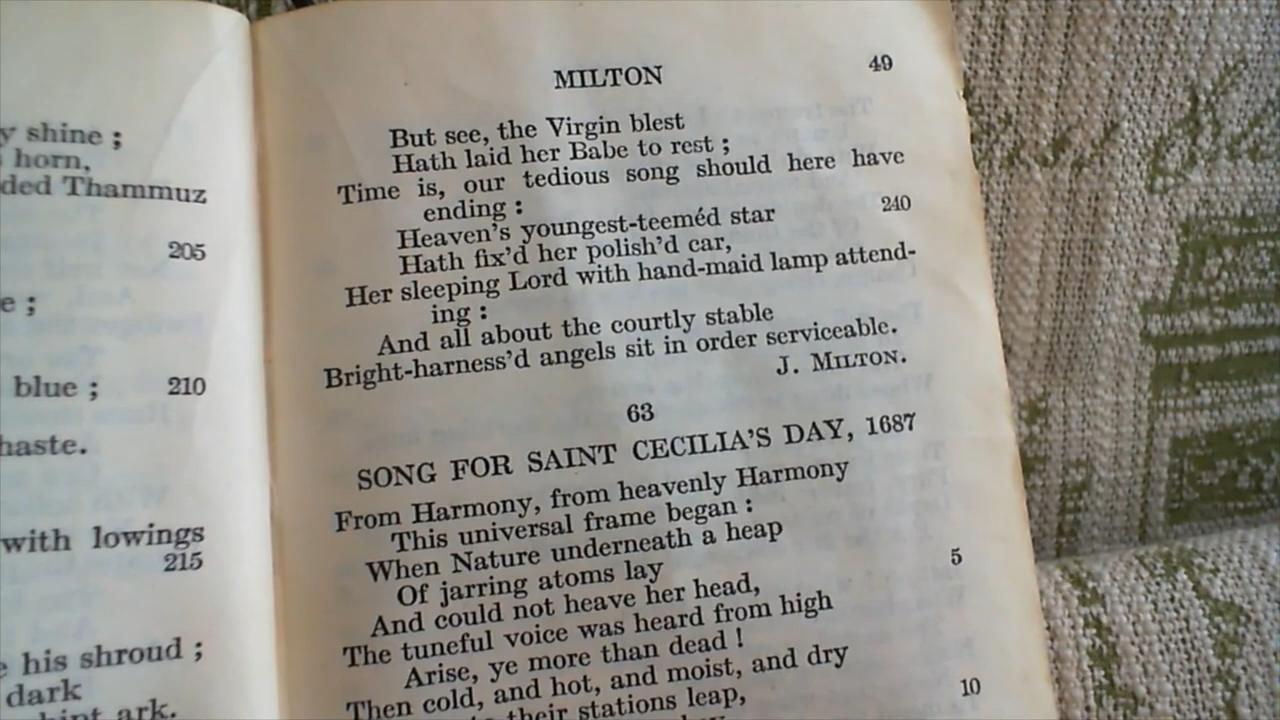 y shine ;
horn,
ded Thammuz
205
e ;
blue ; 210
haste.
with lowings
215
his shroud ;
dark
ark.
MILTON 49
But see, the Virgin blest
Hath laid her Babe to rest ;
Time is, our tedious song should here have
ending :
Heaven's youngest-teeméd star 240
Hath fix'd her polish'd car,
Her sleeping Lord with hand-maid lamp attend-
ing :
And all about the courtly stable
Bright-harness'd angels sit in order serviceable.
J. MILTON.
63
SONG FOR SAINT CECILIA'S DAY, 1687
From Harmony, from heavenly Harmony
This universal frame began :
When Nature underneath a heap
Of jarring atoms lay
And could not heave her head, 5
The tuneful voice was heard from high
Arise, ye more than dead !
Then cold, and hot, and moist, and dry
their stations leap, 10